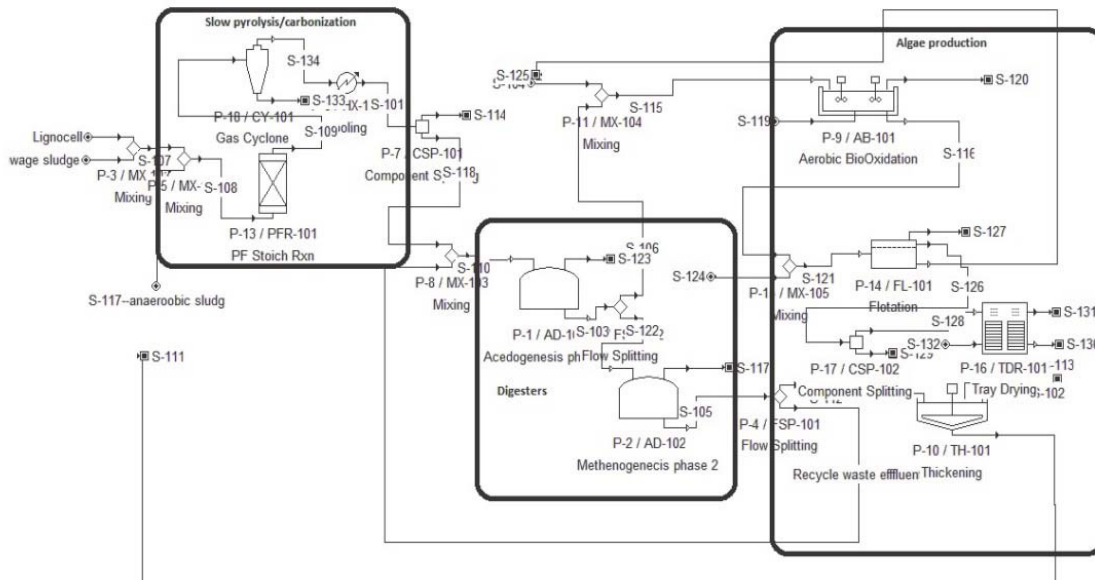 Slow pyrolysis/carbonization
S-134
S-133
S-101
P-18 / CY-101
Gas Cyclone
S-109
S-114
P-7 / CSP-101
S-118
Lignocell
wage sludge
S-107
P-3 / MX
Mixing
S-108
Mixing
P-13 / PFR-101
PF Stoich Rxn
S-117--anaeroobic sludg
S-111
S-125
S-115
P-11 / MX-104
Mixing
Algae production
S-120
S-119
P-9 / AB-101
Aerobic BioOxidation
S-116
S-110
P-8 / MX-103
Mixing
S-106
S-123
P-1 / AD-1
S-103
S-122
Acedogenesis ph
Flow Splitting
Digesters
S-117
S-105
P-2 / AD-102
Methenogenecis phase 2
P-4 / FSP-101
Flow Splitting
S-124
S-121
MX-105
Mixing
S-127
P-14 / FL-101
Flotation
S-126
S-128
S-132
S-129
P-17 / CSP-102
Component Splitting
S-131
S-130
P-16 / TDR-101
Tray Drying
P-10 / TH-101
Thickening
Recycle waste effluen